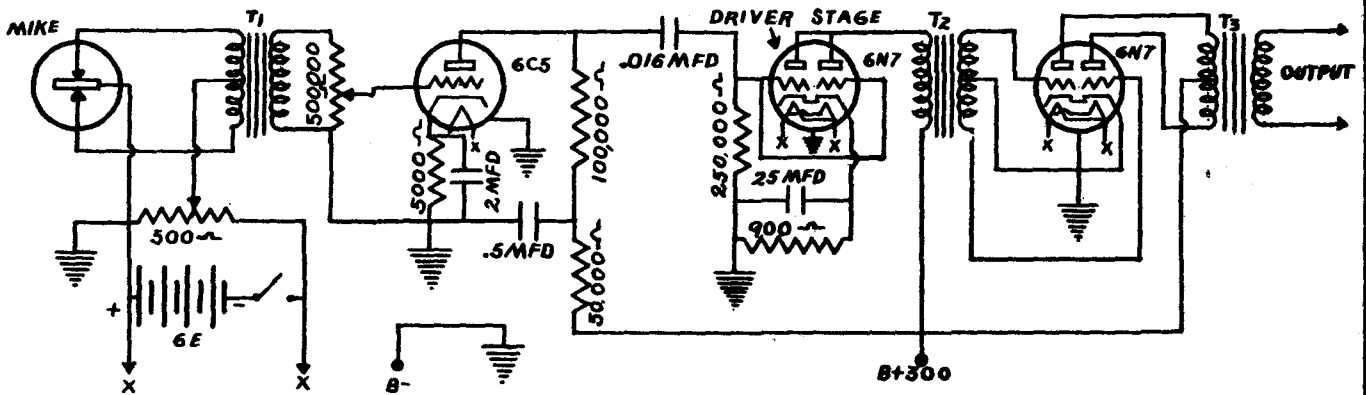 MIKE
T1
500,000
Ω
6C5
5000 Ω
2 MFD
100,000 Ω
.5 MFD
50,000 Ω
.016 MFD
DRIVER STAGE
6N7
250,000 Ω
25 MFD
900 Ω
T2
6N7
T3
OUTPUT
500 Ω
+
-
6E
X
X
X
X
X
X
X
B-
B+300